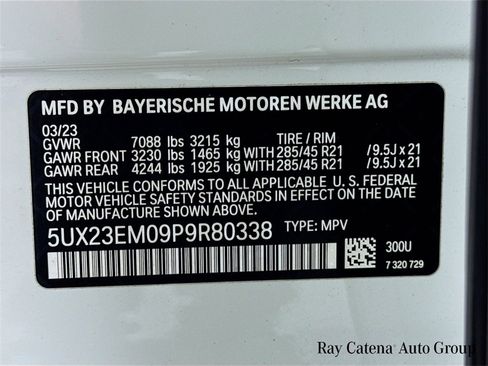 MFD BY BAYERISCHE MOTOREN WERKE AG
03/23
GVWR 7088 lbs 3215 kg TIRE / RIM
GAWR FRONT 3230 lbs 1465 kg WITH 285/45 R21 /9.5J x 21
GAWR REAR 4244 lbs 1925 kg WITH 285/45 R21 /9.5J x 21
THIS VEHICLE CONFORMS TO ALL APPLICABLE U. S. FEDERAL
MOTOR VEHICLE SAFETY STANDARDS IN EFFECT ON THE DATE
OF MANUFACTURE SHOWN ABOVE.
5UX23EM09P9R80338 TYPE: MPV
300U
7 320 729
Ray Catena Auto Group